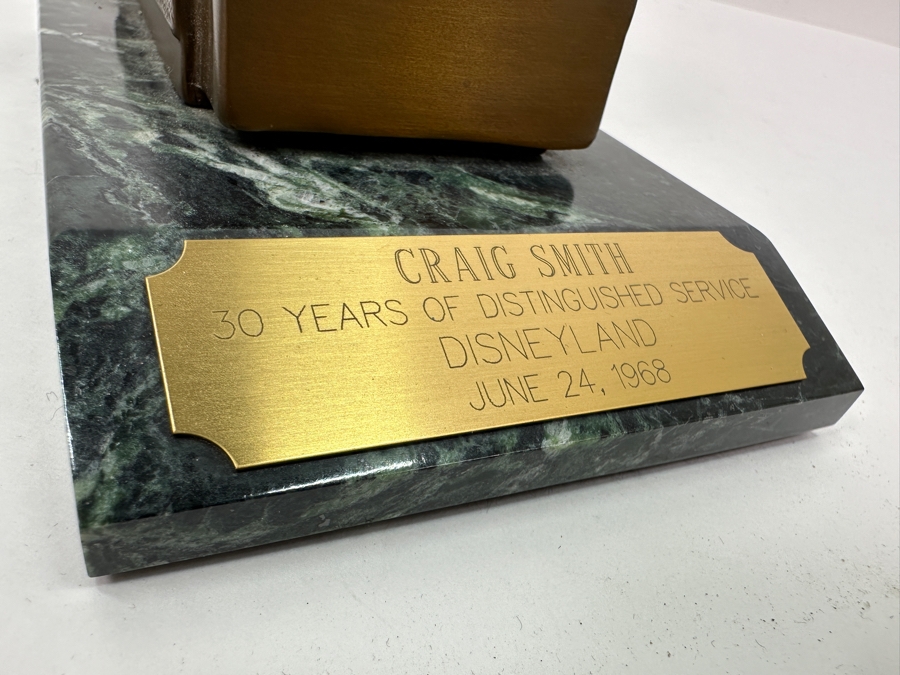 CRAIG SMITH
30 YEARS OF DISTINGUISHED SERVICE
DISNEYLAND
JUNE 24, 1968